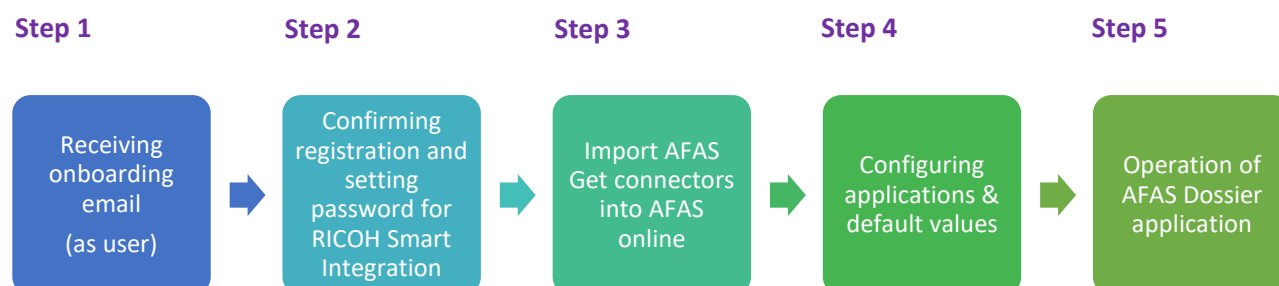 Step 1
Step 2
Step 3
Step 4
Step 5
Receiving
onboarding
email
(as user)
Confirming
registration and
setting
password for
RICOH Smart
Integration
Import AFAS
Get connectors
into AFAS
online
Configuring
applications &
default values
Operation of
AFAS Dossier
application